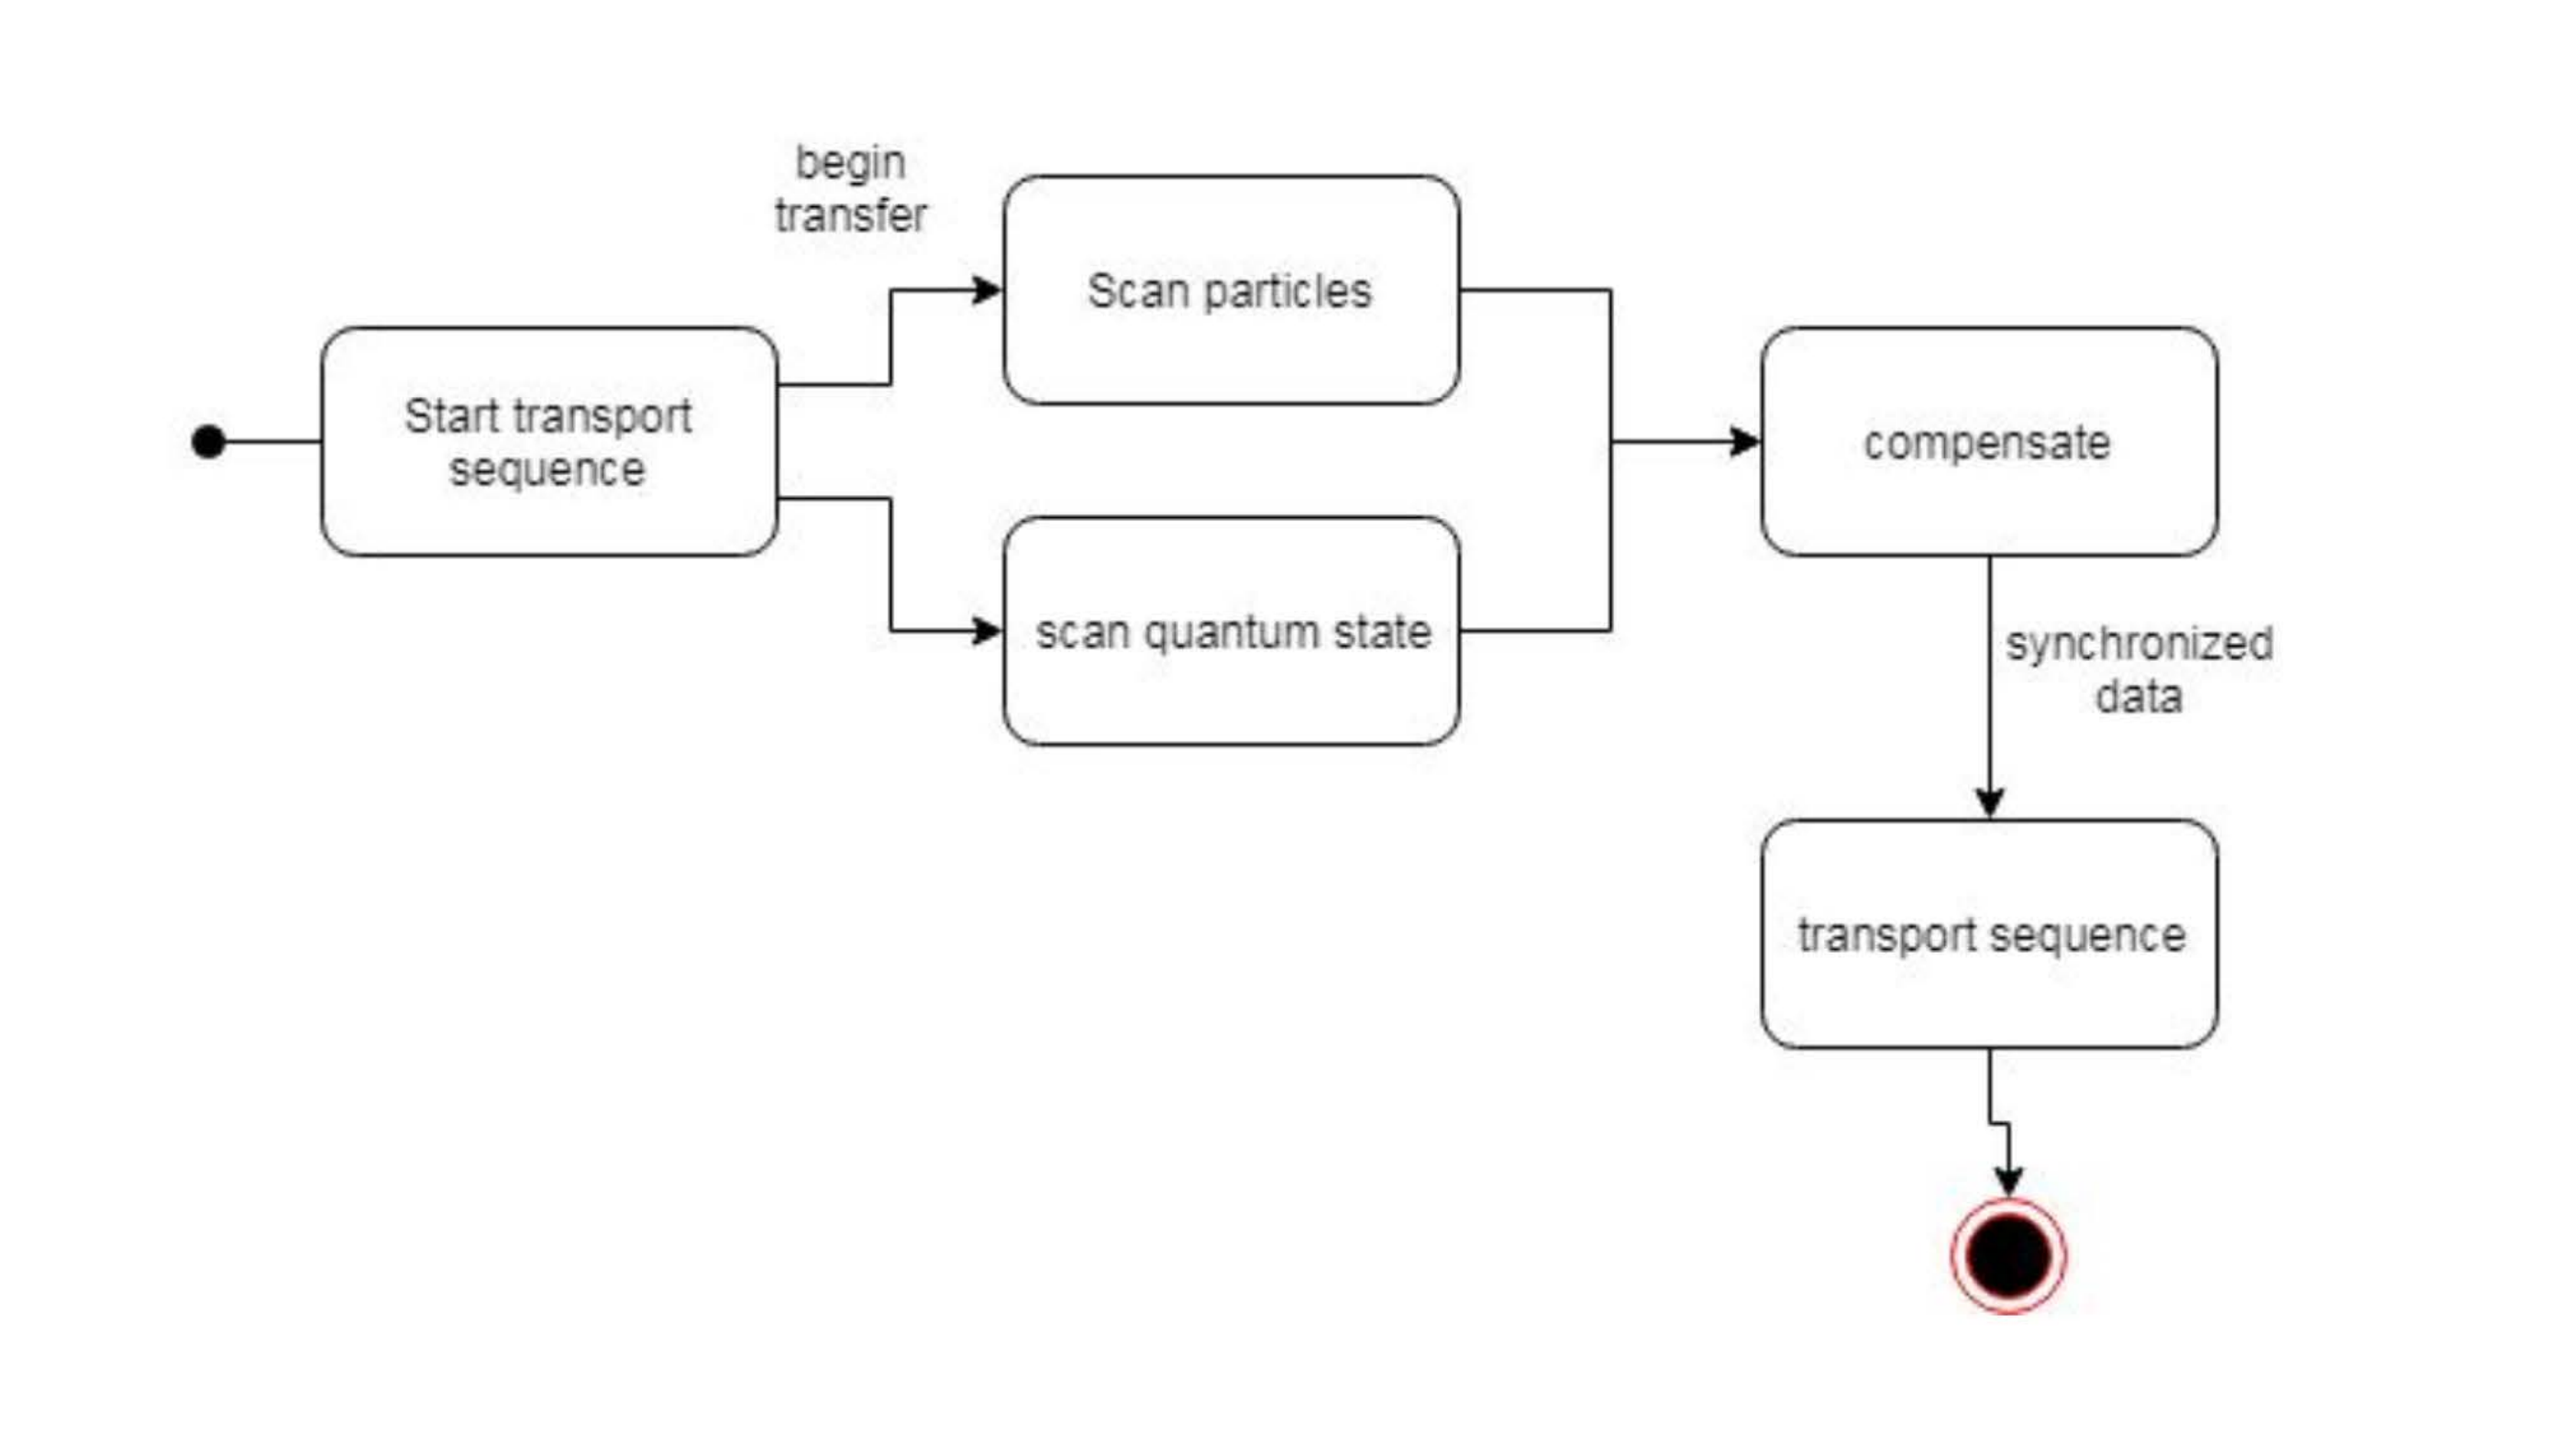 begin
transfer
Scan particles
Start transport
sequence
compensate
scan quantum state
synchronized
data
transport sequence